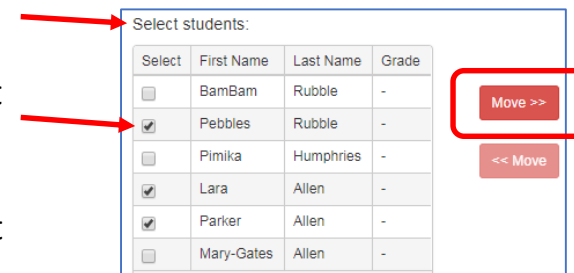 Select students:
Select First Name Last Name Grade
BamBam Rubble -
Move >>
Pebbles Rubble -
Pimika Humphries -
<< Move
Lara Allen -
Parker Allen -
Mary-Gates Allen -